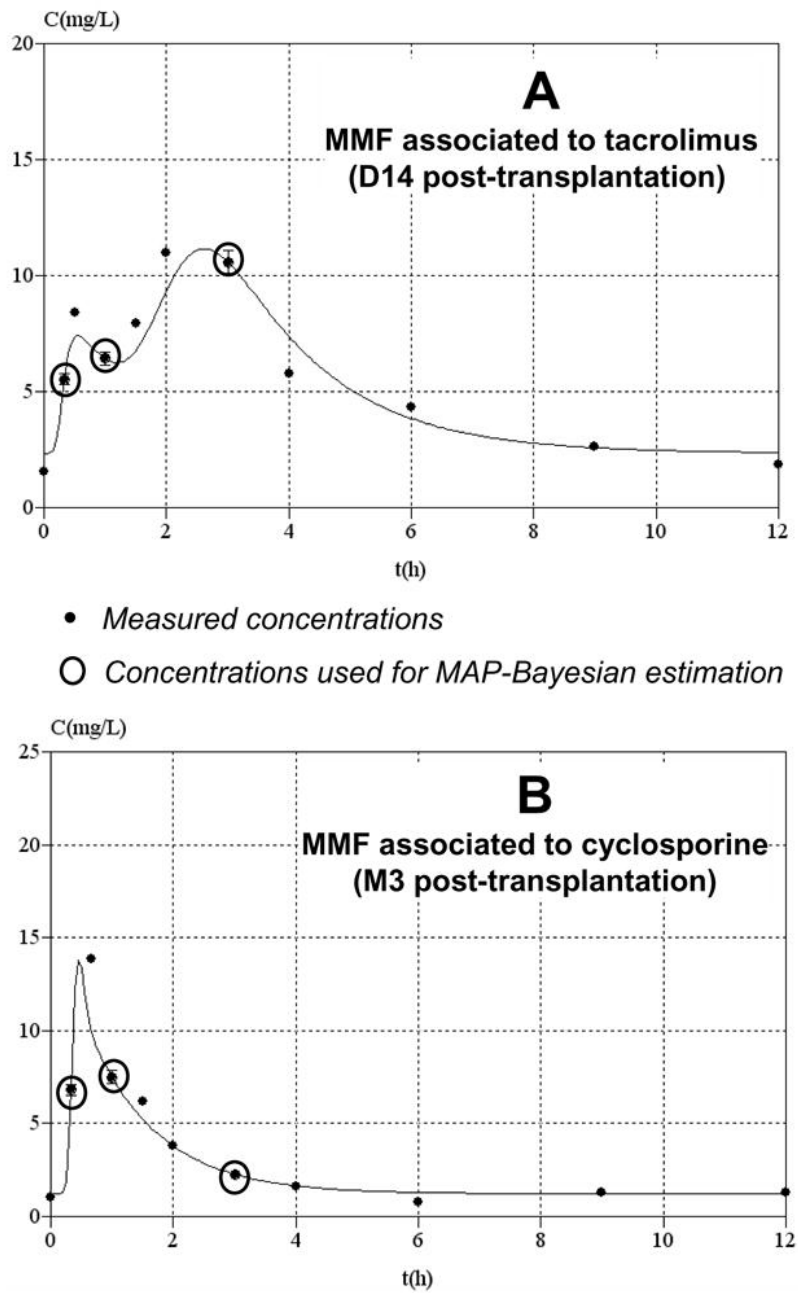 C(mg/L)
20
15
10
5
0
A
MMF associated to tacrolimus
(D14 post-transplantation)
0 2 4 6 8 10 12
t(h)
Measured concentrations
Concentrations used for MAP-Bayesian estimation
C(mg/L)
25
20
15
10
5
0
B
MMF associated to cyclosporine
(M3 post-transplantation)
0 2 4 6 8 10 12
t(h)